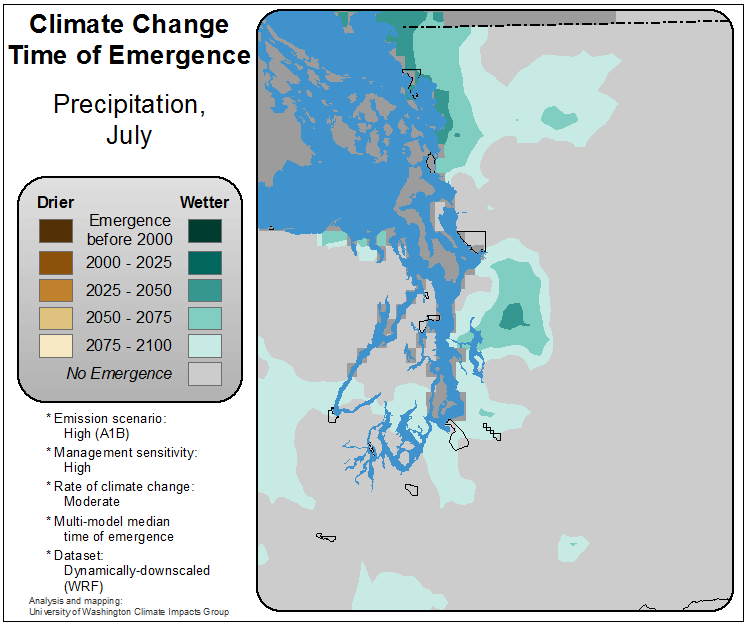 Climate Change
Time of Emergence
Precipitation,
July
Drier Wetter
Emergence
before 2000
2000 - 2025
2025 - 2050
2050 - 2075
2075 - 2100
No Emergence
* Emission scenario:
High (A1B)
* Management sensitivity:
High
* Rate of climate change:
Moderate
* Multi-model median
time of emergence
* Dataset:
Dynamically-downscaled
(WRF)
Analysis and mapping:
University of Washington Climate Impacts Group